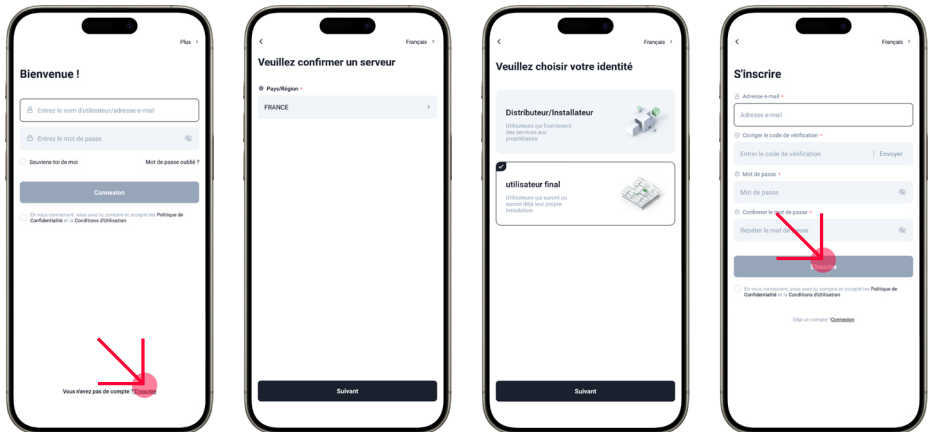 Plus
Bienvenue !
Entrez le nom d'utilisateur/adresse e-mail
Entrez le mot de passe
Souviens-toi de moi
Mot de passe oublié ?
Connexion
En vous connectant, vous avez lu, compris et accepté les Politique de
Confidentialité et le Conditions d'Utilisation
Vous n'avez pas de compte ? S'inscrire
Français
Veuillez confirmer un serveur
Pays/Région •
FRANCE
Suivant
Français
Veuillez choisir votre identité
Distributeur/Installateur
Utilisateurs qui fournissent
des services aux
propriétaires
utilisateur final
Utilisateurs qui auront ou
auront déjà leur propre
installation
Suivant
Français
S'inscrire
Adresse e-mail •
Adresse e-mail
Corriger le code de vérification •
Entrer le code de vérification | Envoyer
Mot de passe •
Mot de passe
Confirmer le mot de passe •
Répéter le mot de passe
S'inscrire
En vous connectant, vous avez lu, compris et accepté les Politique de
Confidentialité et le Conditions d'Utilisation
Déjà un compte ? Connexion